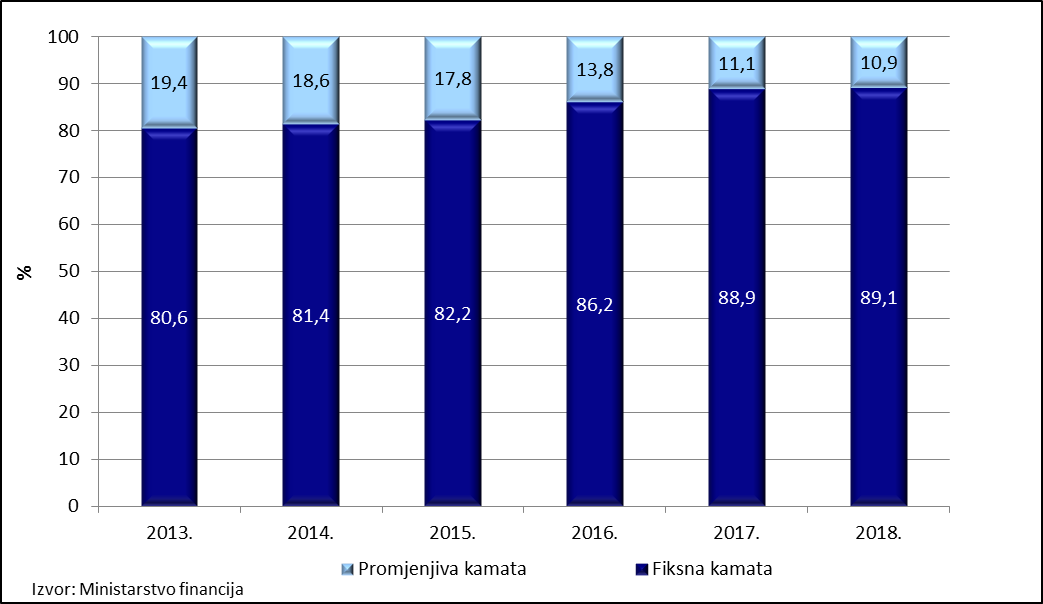 100
90
80
70
60
50
40
30
20
10
0
%
19,4 18,6 17,8 13,8 11,1 10,9
80,6 81,4 82,2 86,2 88,9 89,1
2013. 2014. 2015. 2016. 2017. 2018.
Promjenjiva kamata Fiksna kamata
Izvor: Ministarstvo financija